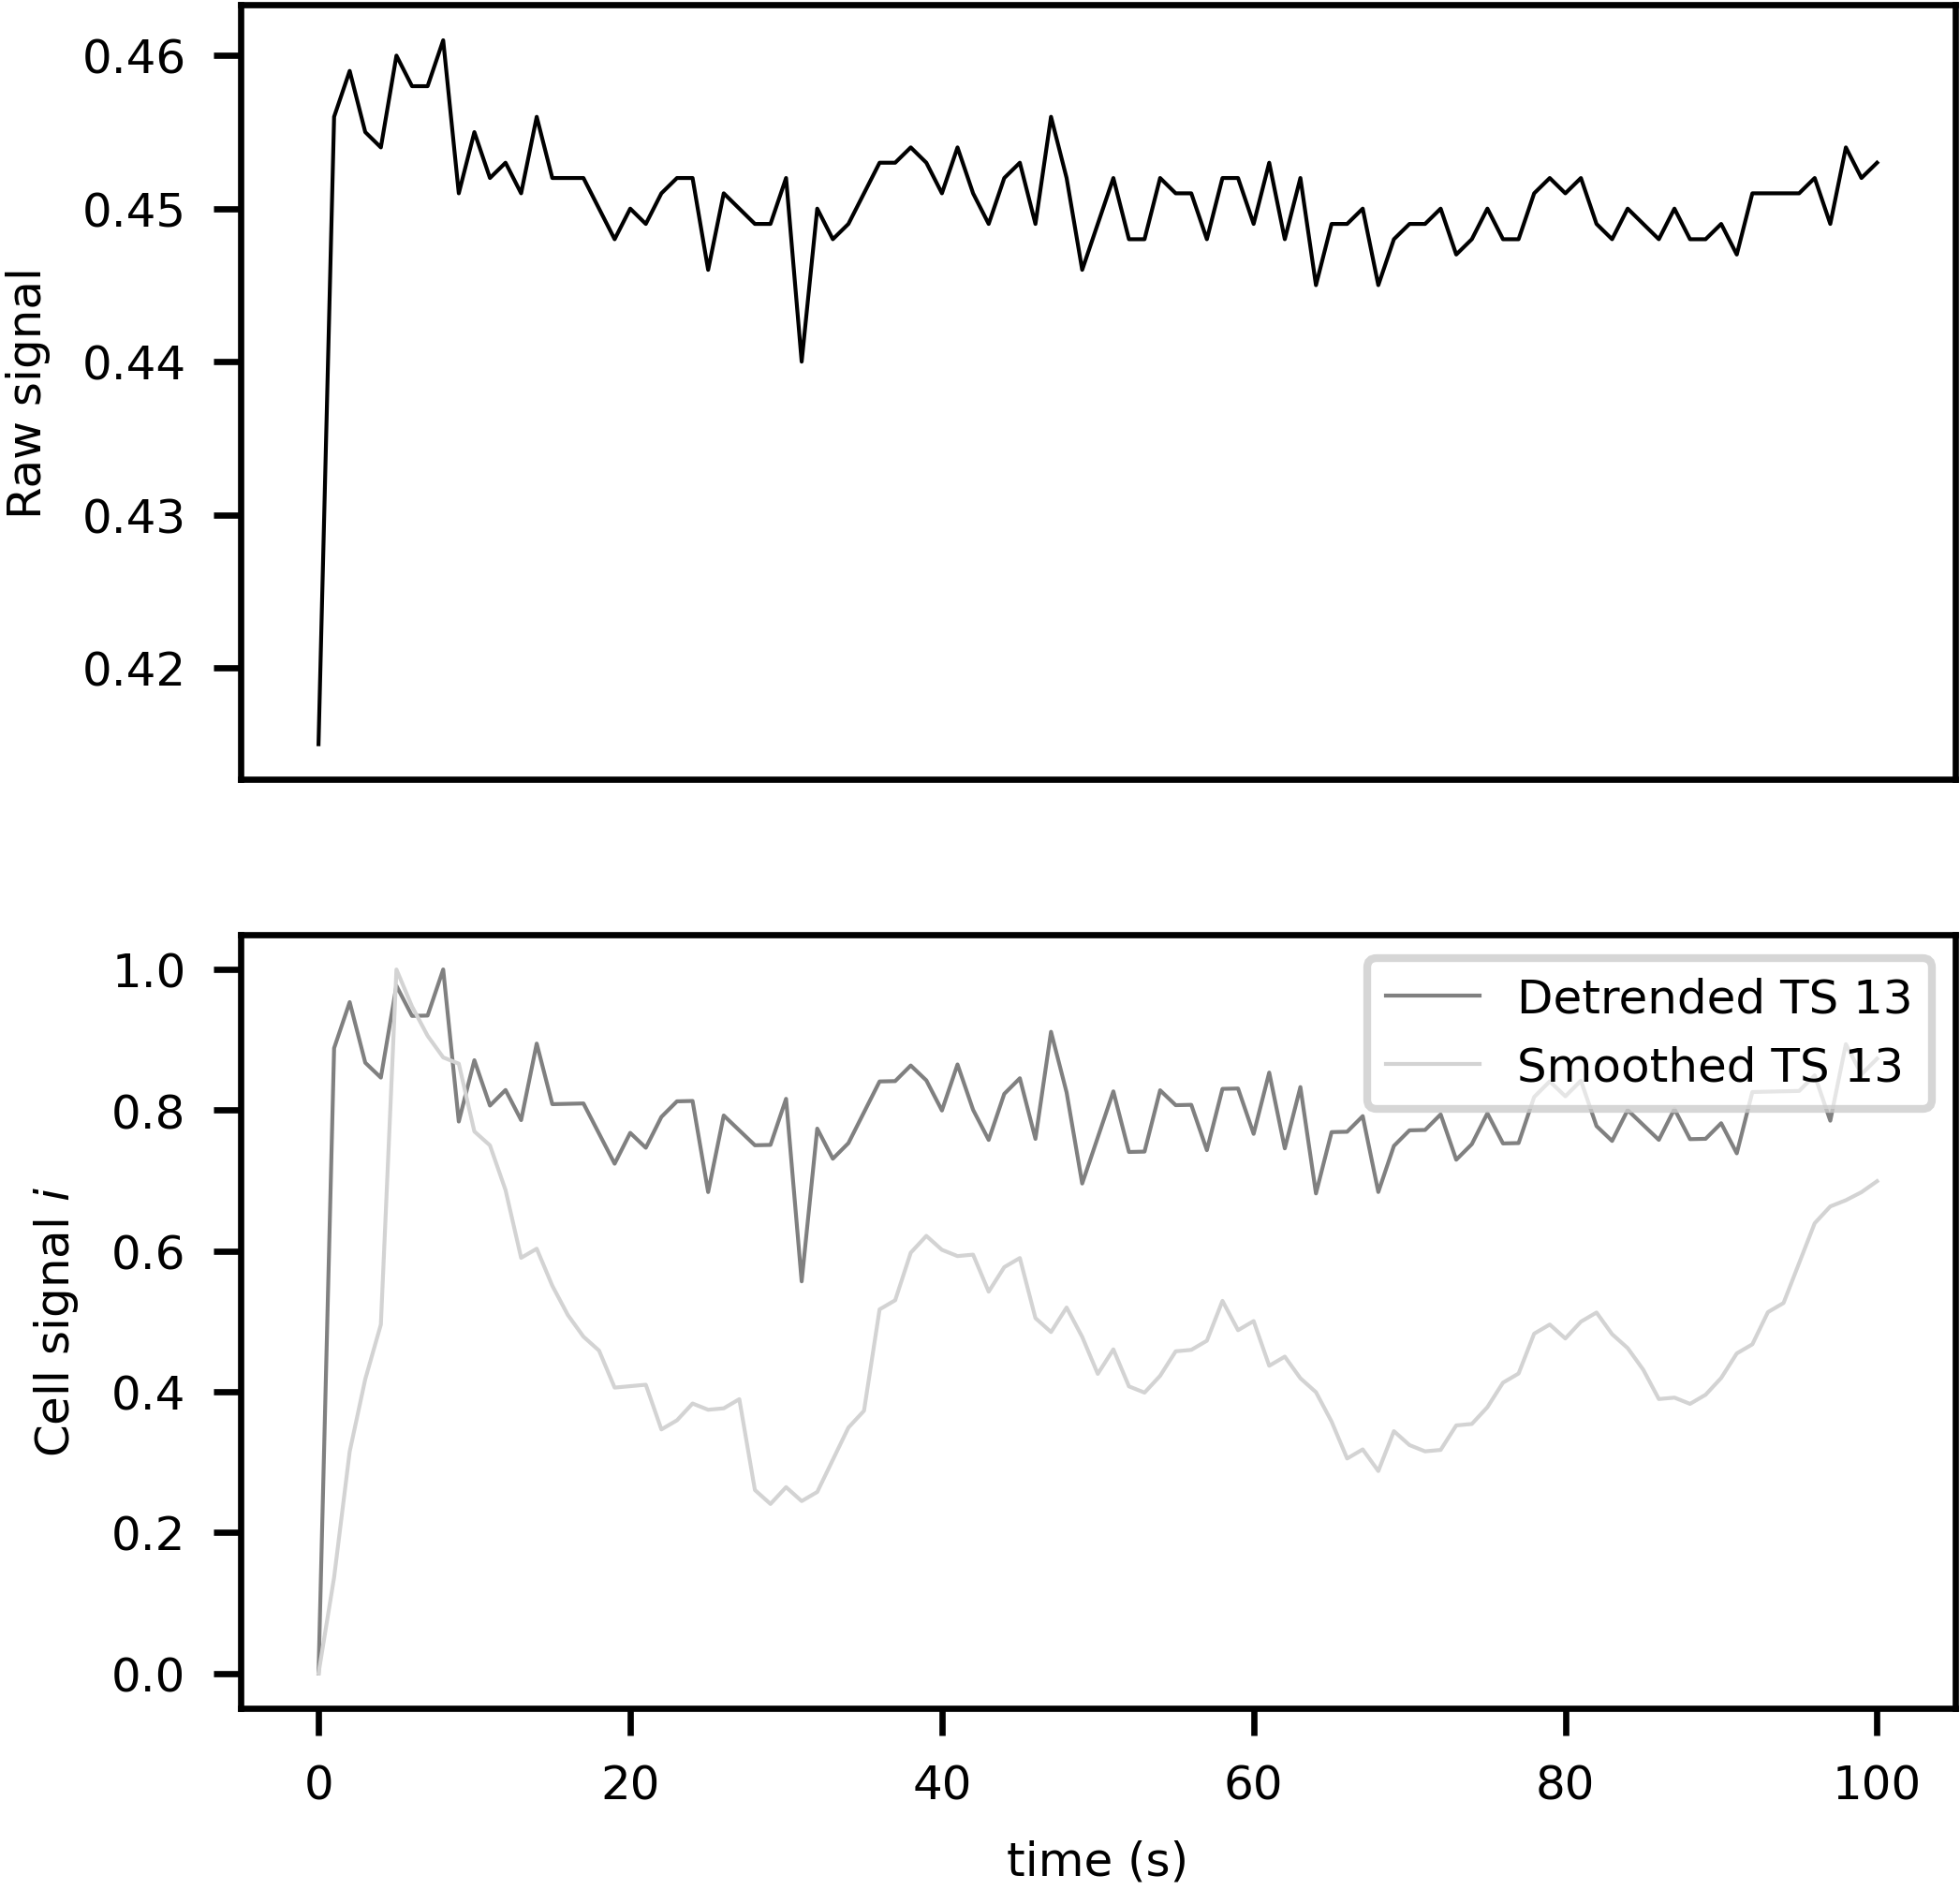 Raw signal
0.46
0.45
0.44
0.43
0.42
Cell signal i
1.0
0.8
0.6
0.4
0.2
0.0
Detrended TS 13
Smoothed TS 13
0 20 40 60 80 100
time (s)